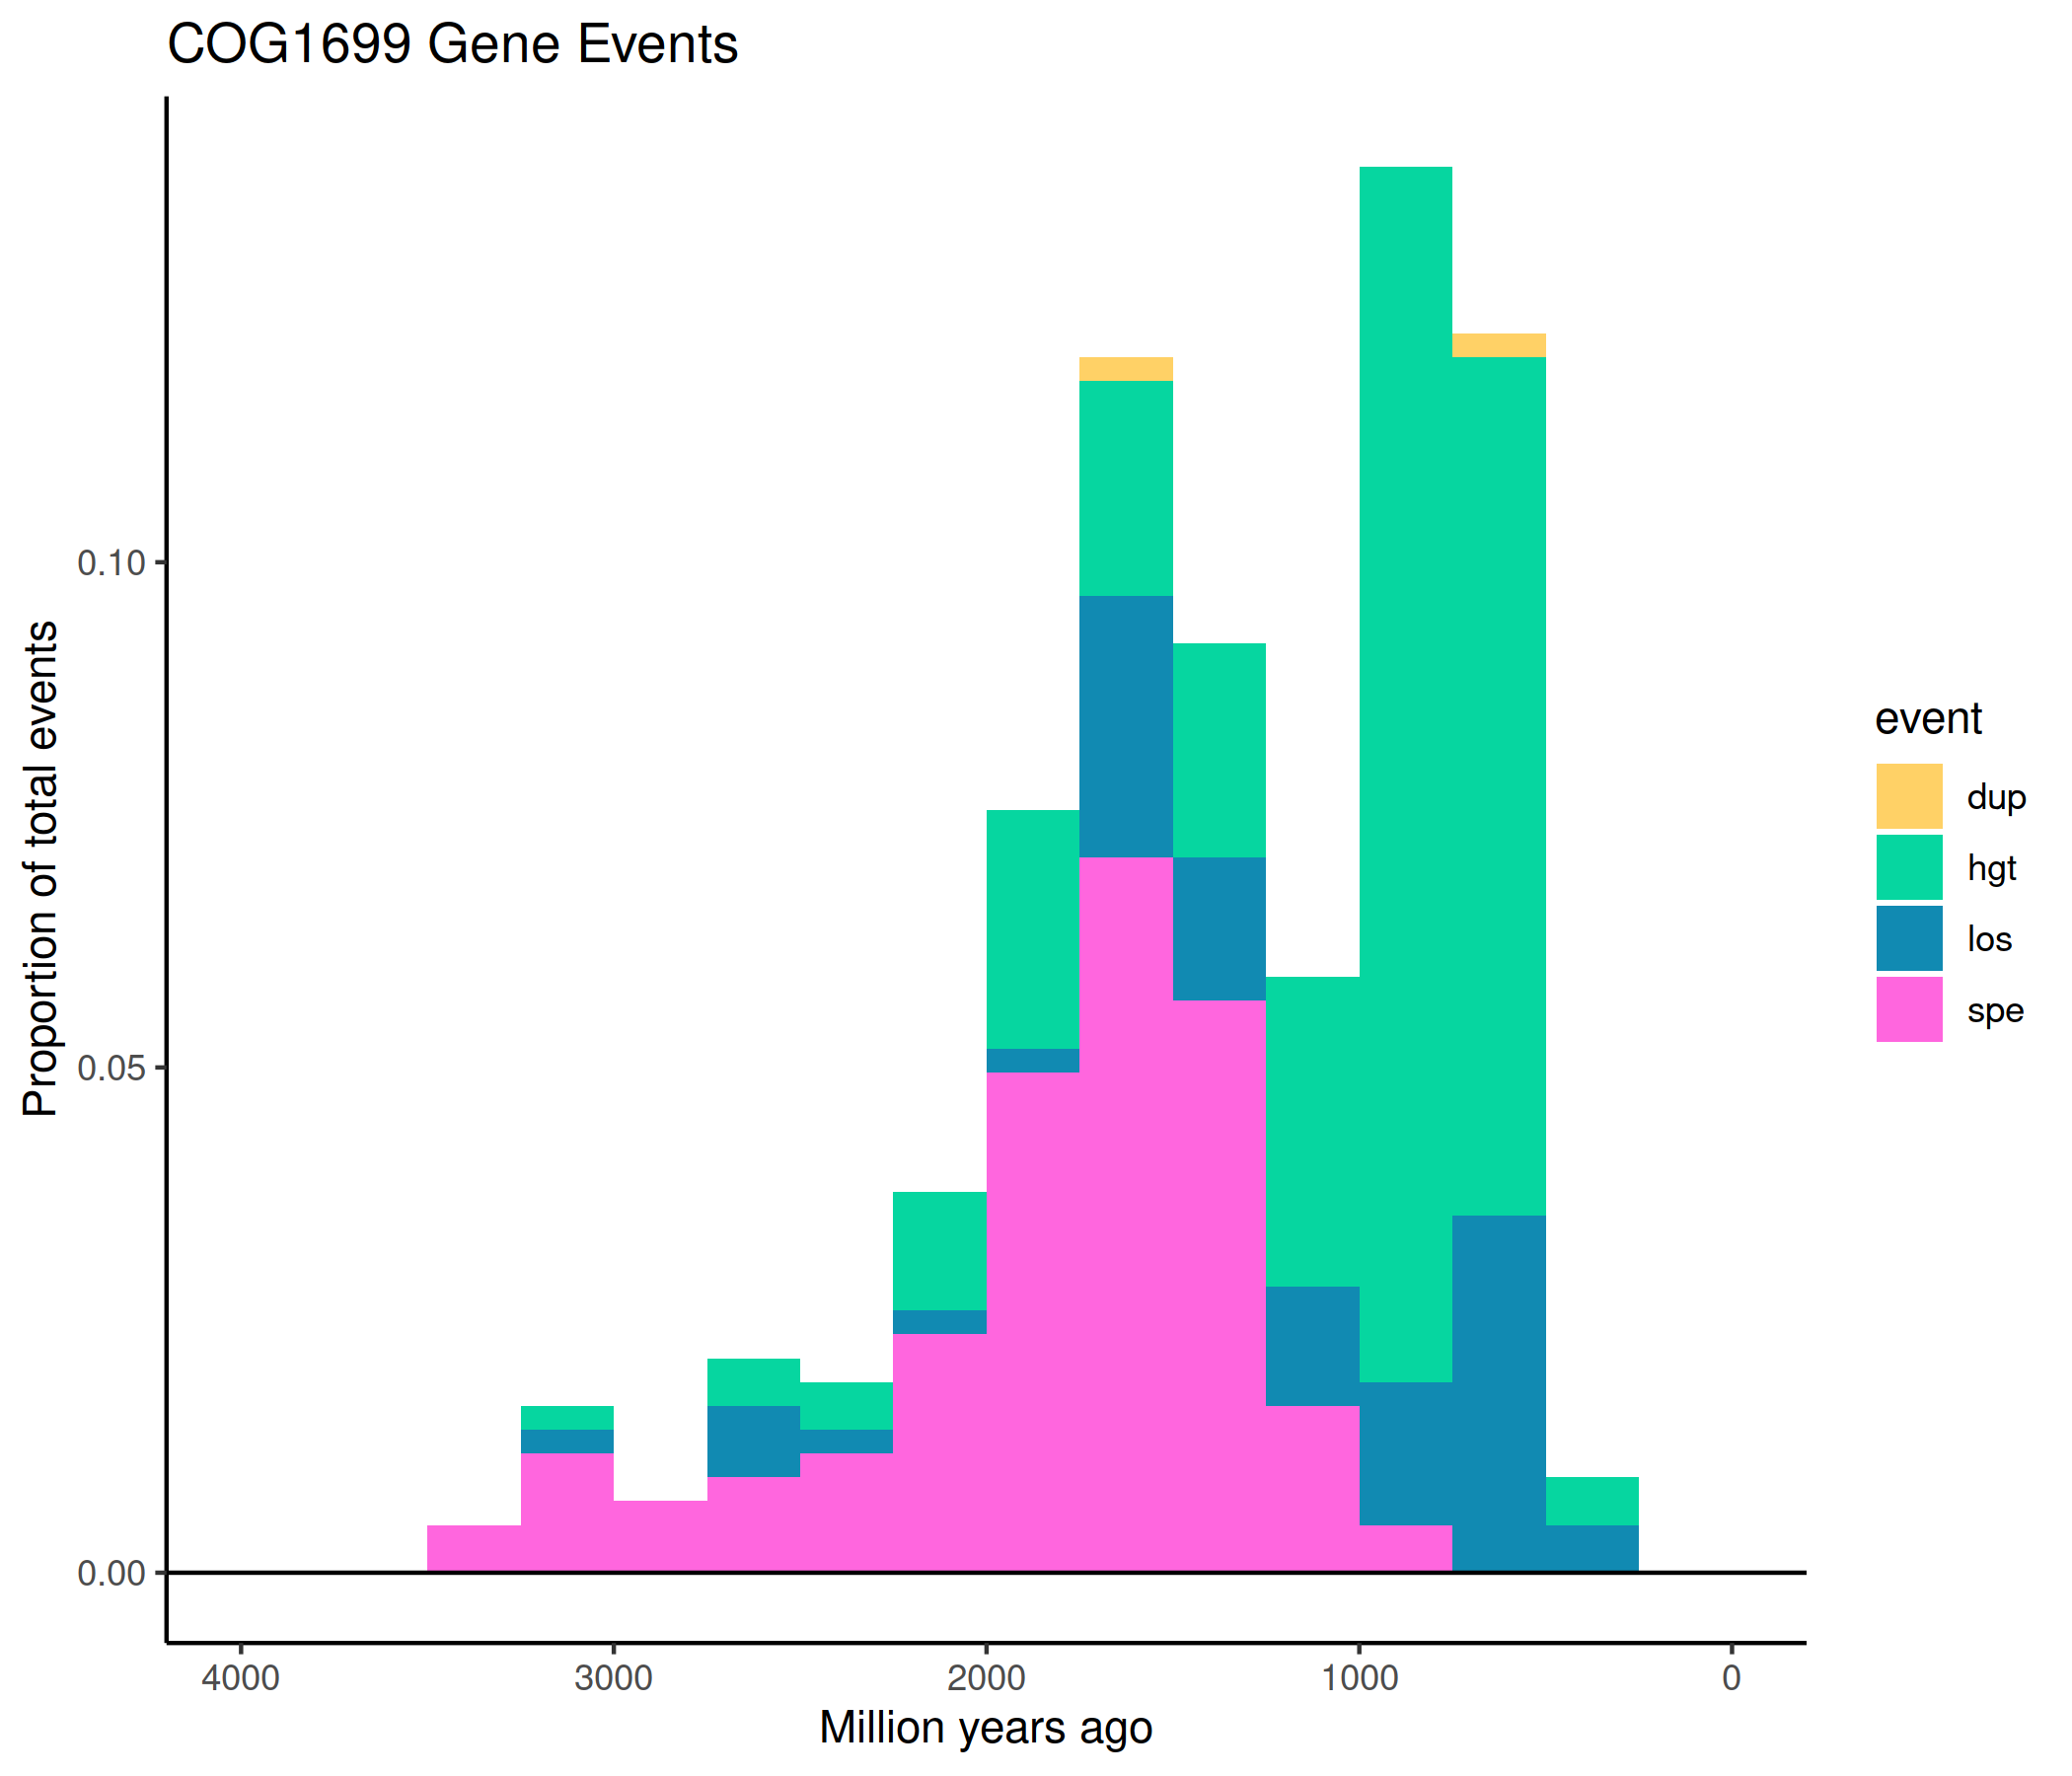 COG1699 Gene Events
Proportion of total events
0.10
0.05
0.00
4000 3000 2000 1000 0
Million years ago
event
dup
hgt
los
spe